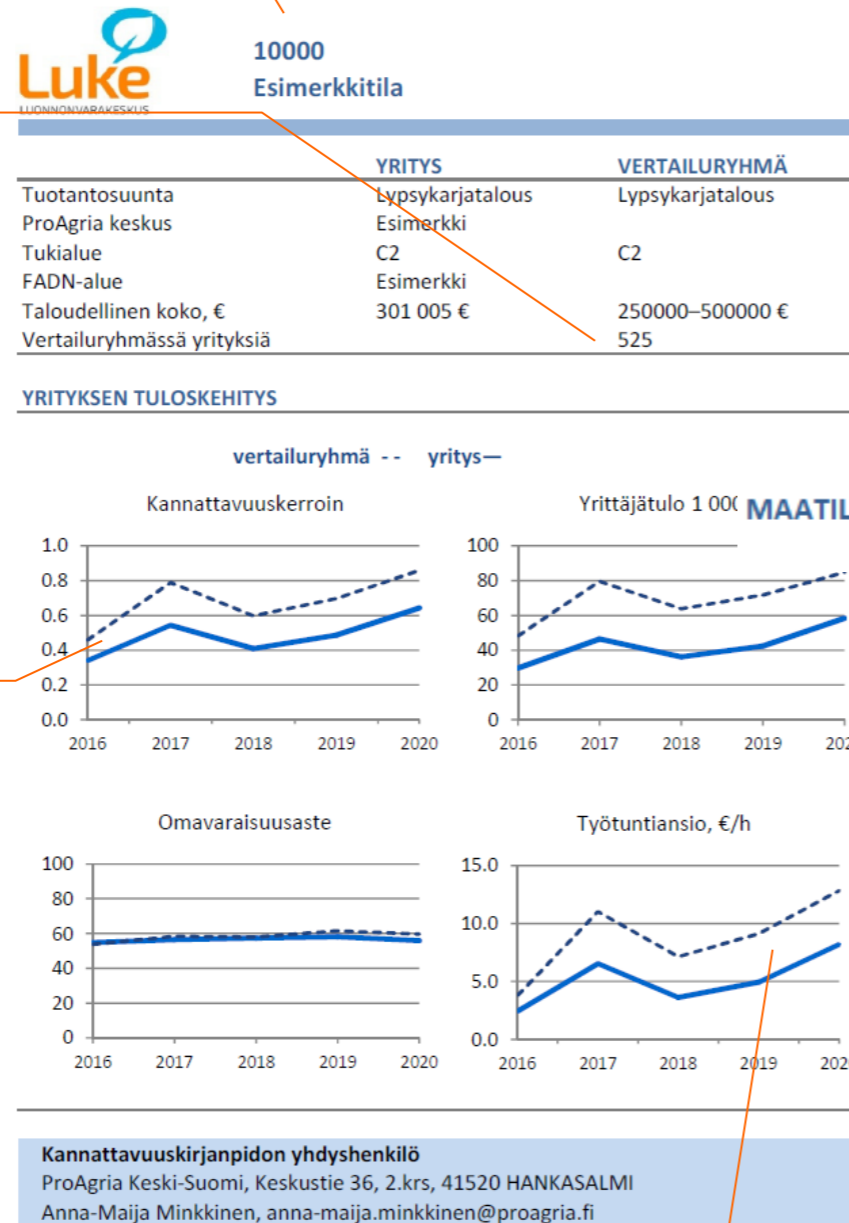 Luke
LUONNONVARAKESKUS
10000
Esimerkkitila
YRITYS VERTAILURYHMÄ
Tuotantosuunta Lypsykarjatalous Lypsykarjatalous
ProAgria keskus Esimerkki
Tukialue C2 C2
FADN-alue Esimerkki
Taloudellinen koko, € 301 005 € 250000–500000 €
Vertailuryhmässä yrityksiä 525
YRITYKSEN TULOSKEHITYS
vertailuryhmä - - yritys—
Kannattavuuskerroin
1.0
0.8
0.6
0.4
0.2
0.0
2016 2017 2018 2019 2020
Yrittäjätulo 1 00
MAATIL
100
80
60
40
20
0
2016 2017 2018 2019 202
Omavaraisuusaste
100
80
60
40
20
0
2016 2017 2018 2019 2020
Työtuntiansio, €/h
15.0
10.0
5.0
0.0
2016 2017 2018 2019 202
Kannattavuuskirjanpidon yhdyshenkilö
ProAgria Keski-Suomi, Keskustie 36, 2.krs, 41520 HANKASALMI
Anna-Maija Minkkinen, anna-maija.minkkinen@proagria.fi